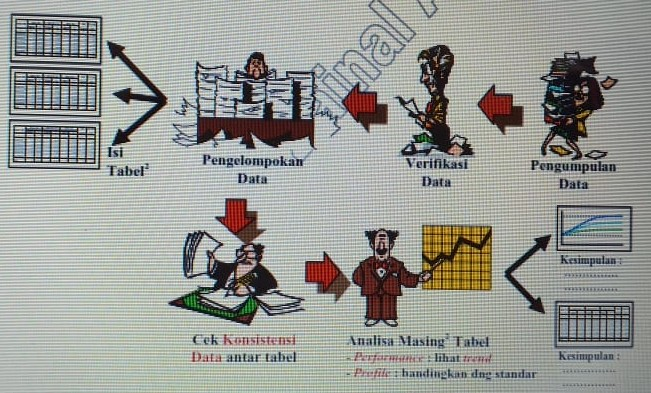 inal
Isi
Tabel²
Pengelompokan
Data
Verifikasi
Data
Pengumpulan
Data
Cek Konsistensi
Data antar tabel
Analisa Masing² Tabel
- Performance : lihat trend
- Profile : bandingkan dng standar
Kesimpulan :
Kesimpulan :